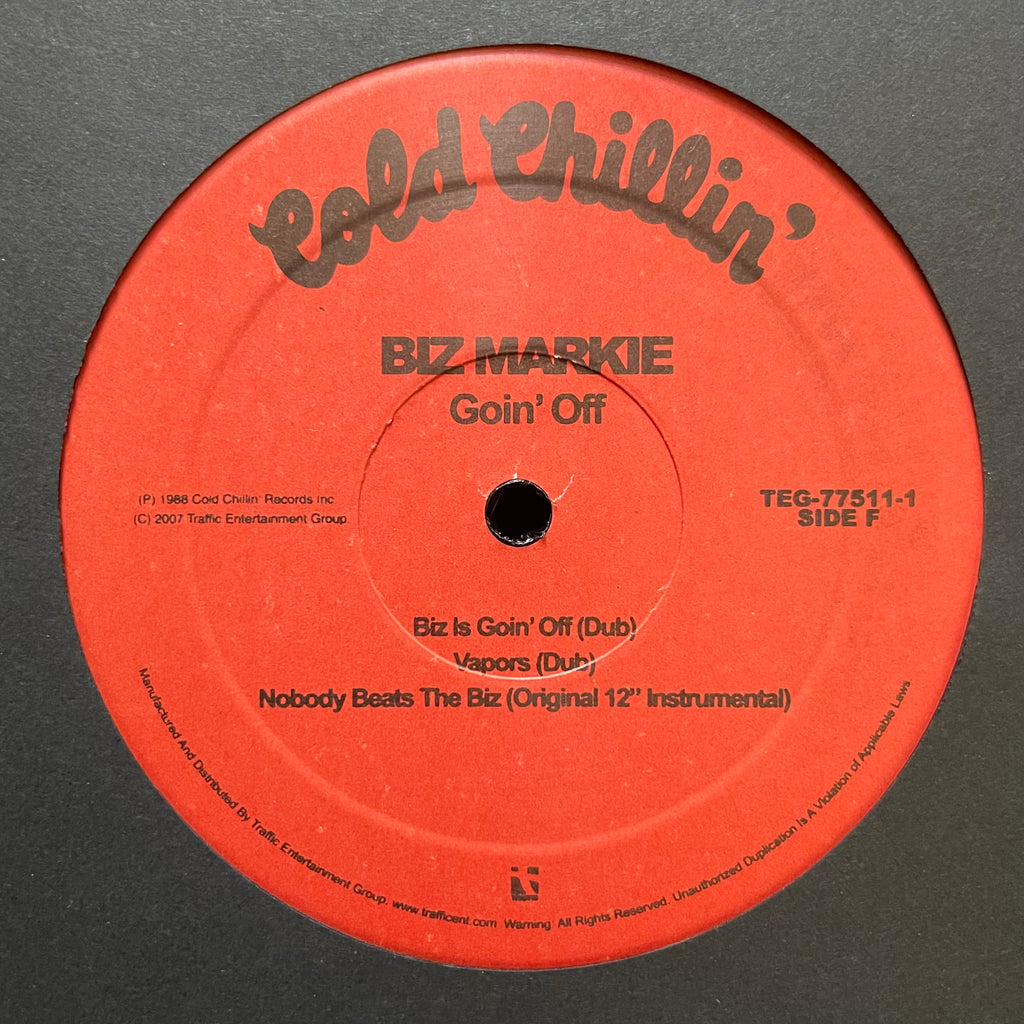 Cold Chillin'
BIZ MARKIE
Goin' Off
(P) 1988 Cold Chillin' Records Inc
(C) 2007 Traffic Entertainment Group.
TEG-77511-1
SIDE F
Biz Is Goin' Off (Dub)
Vapors (Dub)
Nobody Beats The Biz (Original 12" Instrumental)
Manufactured And Distributed By Traffic Entertainment Group. www.trafficent.com Warning: All Rights Reserved. Unauthorized Duplication Is A Violation of Applicable Laws